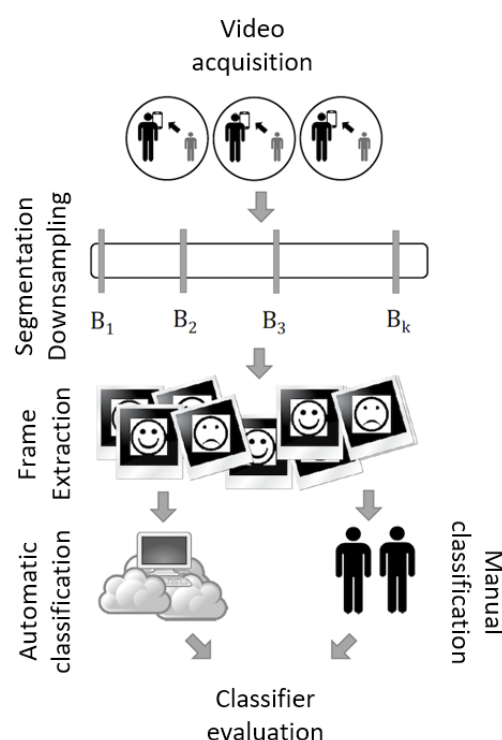 Video
acquisition
Segmentation
Downsampling
B1 B2 B3 Bk
Frame
Extraction
Automatic
classification
Manual
classification
Classifier
evaluation